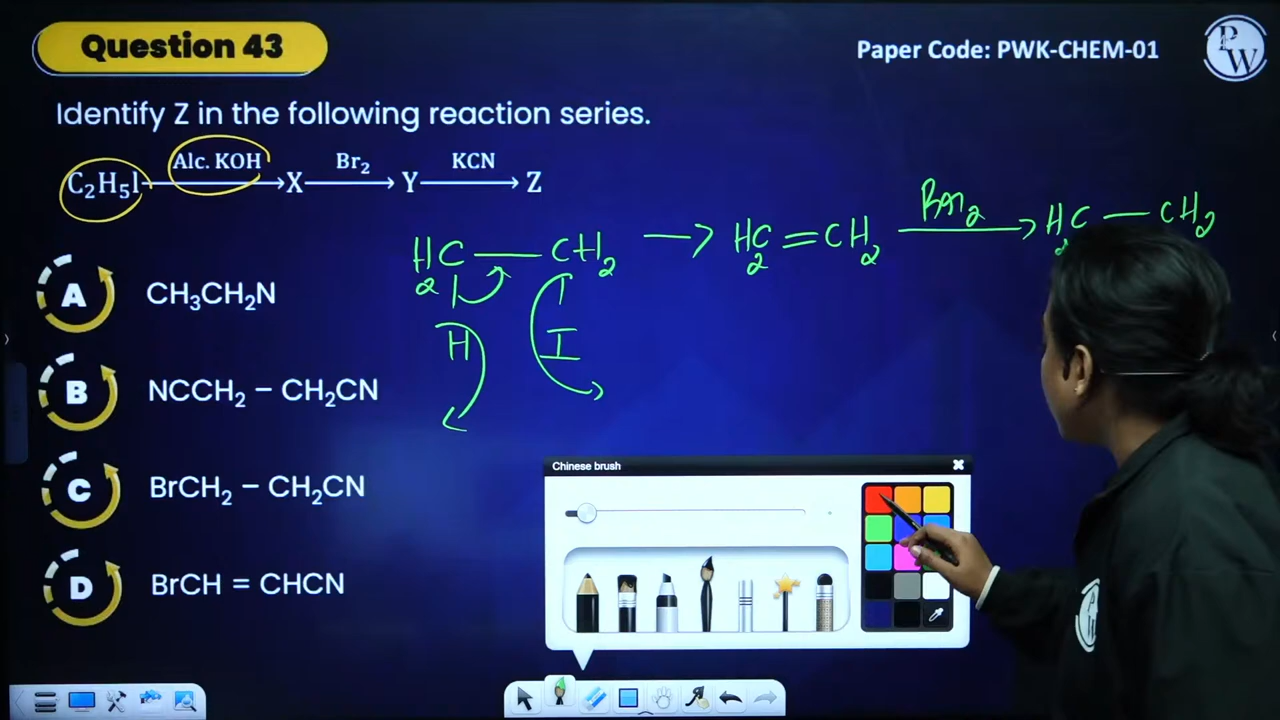 Question 43
Paper Code: PWK-CHEM-01
PW
Identify Z in the following reaction series.
C₂H₅I —Alc. KOH→ X —Br₂→ Y —KCN→ Z
H₂C — CH₂ → H₂C = CH₂ —Br₂→ H₂C — CH₂
H I
A CH₃CH₂N
B NCCH₂ – CH₂CN
C BrCH₂ – CH₂CN
D BrCH = CHCN
Chinese brush